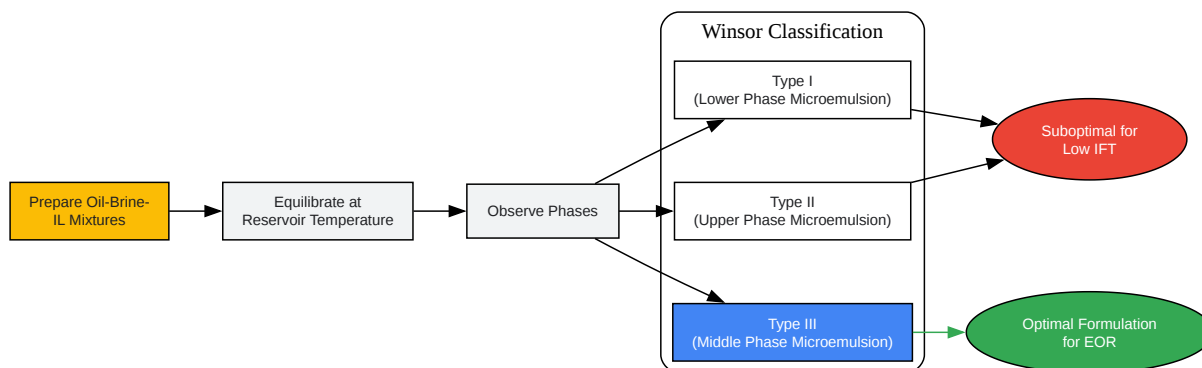 Winsor Classification
Type I
(Lower Phase Microemulsion)
Suboptimal for
Low IFT
Prepare Oil-Brine-
IL Mixtures
Equilibrate at
Reservoir Temperature
Observe Phases
Type II
(Upper Phase Microemulsion)
Type III
(Middle Phase Microemulsion)
Optimal Formulation
for EOR